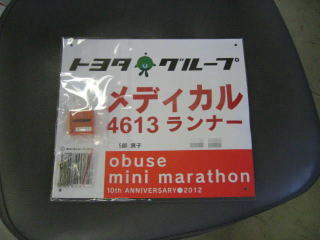 トヨタグループ
メディカル
4613 ランナー
obuse
mini marathon
10th ANNIVERSARY●2012